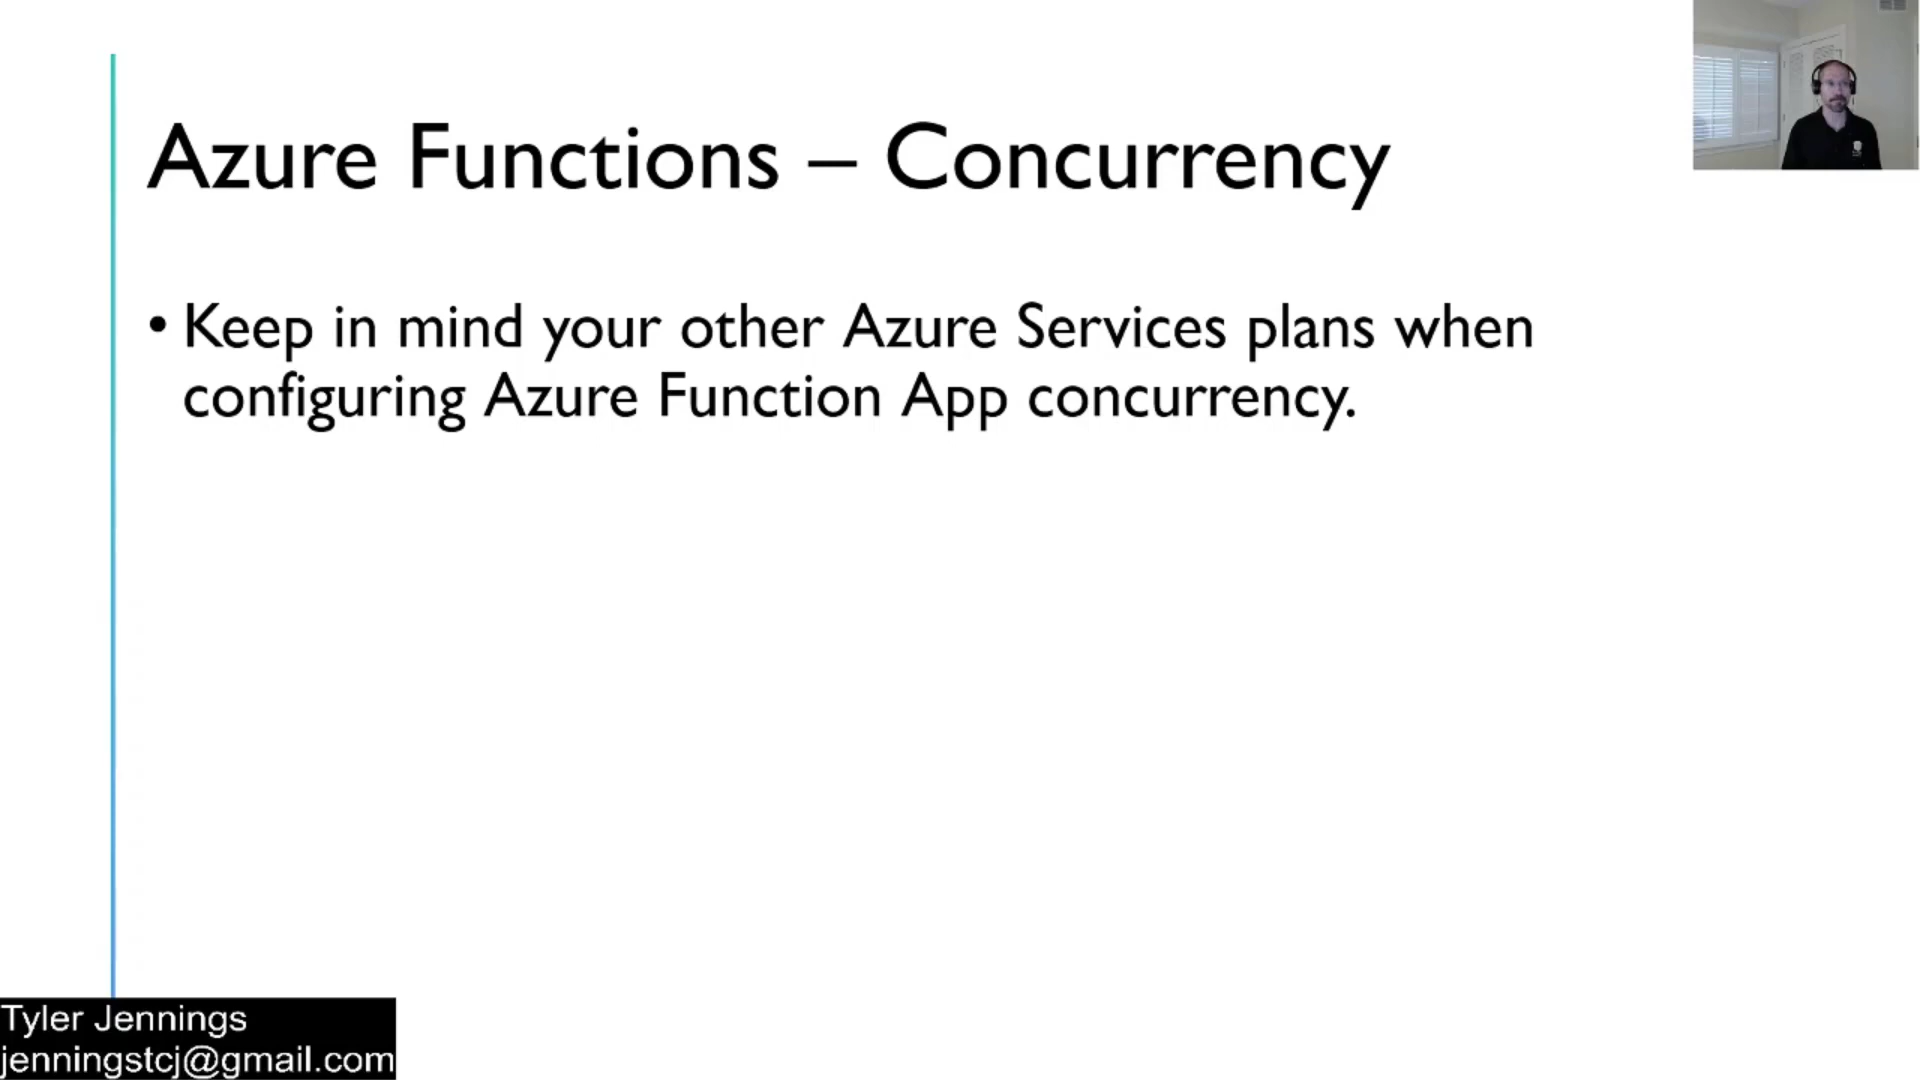 Azure Functions – Concurrency
• Keep in mind your other Azure Services plans when
configuring Azure Function App concurrency.
Tyler Jennings
jenningstcj@gmail.com